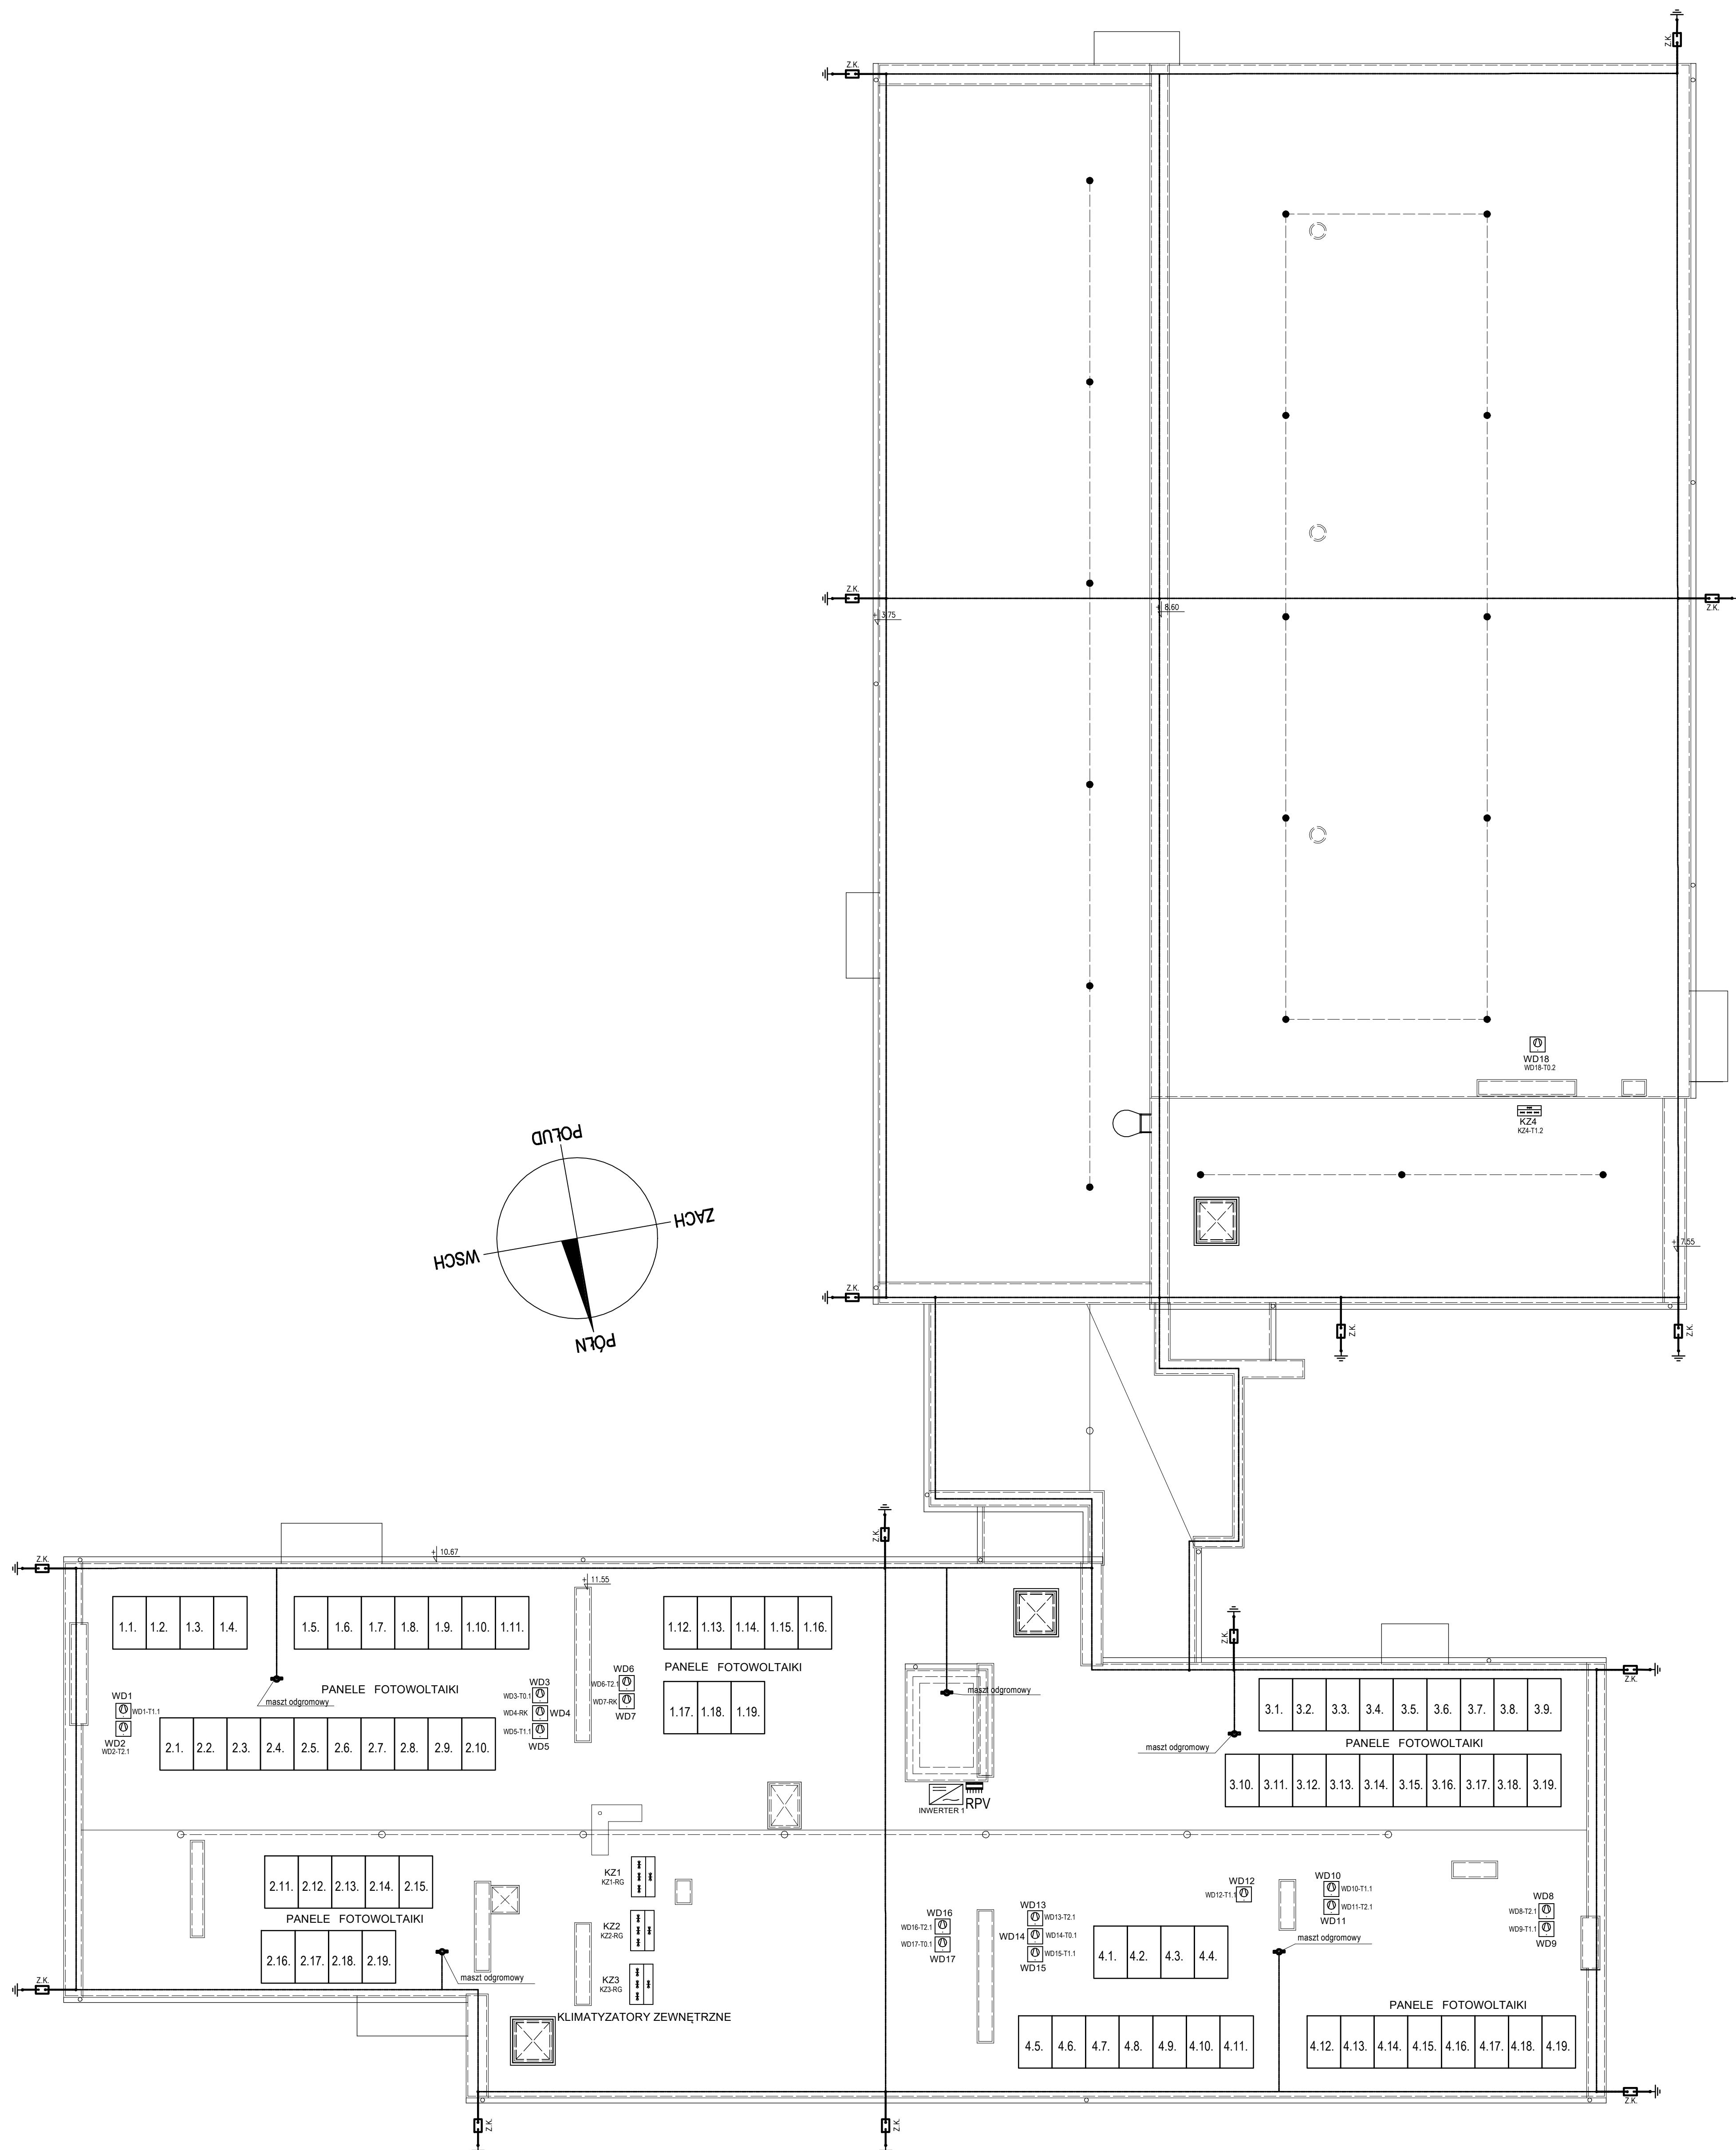 Z.K.
Z.K.
Z.K.
Z.K.
+ 3.75
+ 8.60
WD18
WD18-T0.2
KZ4
KZ4-T1.2
+ 7.55
POŁUD
ZACH
WSCH
PÓŁN
Z.K.
Z.K.
Z.K.
Z.K.
Z.K.
+ 10.67
+ 11.55
1.1. 1.2. 1.3. 1.4. 1.5. 1.6. 1.7. 1.8. 1.9. 1.10. 1.11. 1.12. 1.13. 1.14. 1.15. 1.16.
Z.K.
Z.K.
PANELE FOTOWOLTAIKI
PANELE FOTOWOLTAIKI
maszt odgromowy
maszt odgromowy
WD1
WD1-T1.1
WD2
WD2-T2.1
WD3
WD3-T0.1
WD4-RK
WD4
WD5-T1.1
WD5
WD6
WD6-T2.1
WD7-RK
WD7
1.17. 1.18. 1.19.
2.1. 2.2. 2.3. 2.4. 2.5. 2.6. 2.7. 2.8. 2.9. 2.10.
3.1. 3.2. 3.3. 3.4. 3.5. 3.6. 3.7. 3.8. 3.9.
maszt odgromowy
PANELE FOTOWOLTAIKI
3.10. 3.11. 3.12. 3.13. 3.14. 3.15. 3.16. 3.17. 3.18. 3.19.
INWERTER 1
RPV
2.11. 2.12. 2.13. 2.14. 2.15.
PANELE FOTOWOLTAIKI
2.16. 2.17. 2.18. 2.19.
maszt odgromowy
KZ1
KZ1-RG
KZ2
KZ2-RG
KZ3
KZ3-RG
KLIMATYZATORY ZEWNĘTRZNE
WD16
WD16-T2.1
WD17-T0.1
WD17
WD13
WD13-T2.1
WD14
WD14-T0.1
WD15-T1.1
WD15
WD12
WD12-T1.1
WD10
WD10-T1.1
WD11-T2.1
WD11
WD8
WD8-T2.1
WD9-T1.1
WD9
maszt odgromowy
4.1. 4.2. 4.3. 4.4.
PANELE FOTOWOLTAIKI
4.5. 4.6. 4.7. 4.8. 4.9. 4.10. 4.11. 4.12. 4.13. 4.14. 4.15. 4.16. 4.17. 4.18. 4.19.
Z.K.
Z.K.
Z.K.
Z.K.